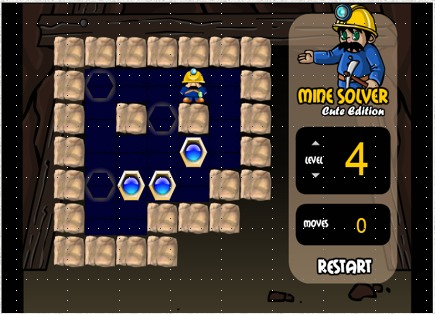 MINE SOLVER
Cute Edition
LEVEL 4
MOVES 0
RESTART